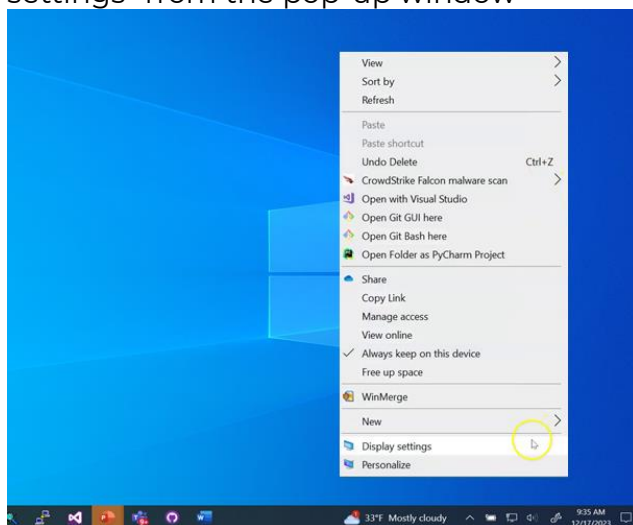 settings" from the pop-up window
View
Sort by
Refresh
Paste
Paste shortcut
Undo Delete Ctrl+Z
CrowdStrike Falcon malware scan
Open with Visual Studio
Open Git GUI here
Open Git Bash here
Open Folder as PyCharm Project
Share
Copy Link
Manage access
View online
Always keep on this device
Free up space
WinMerge
New
Display settings
Personalize
33°F Mostly cloudy 9:35 AM
12/17/2023